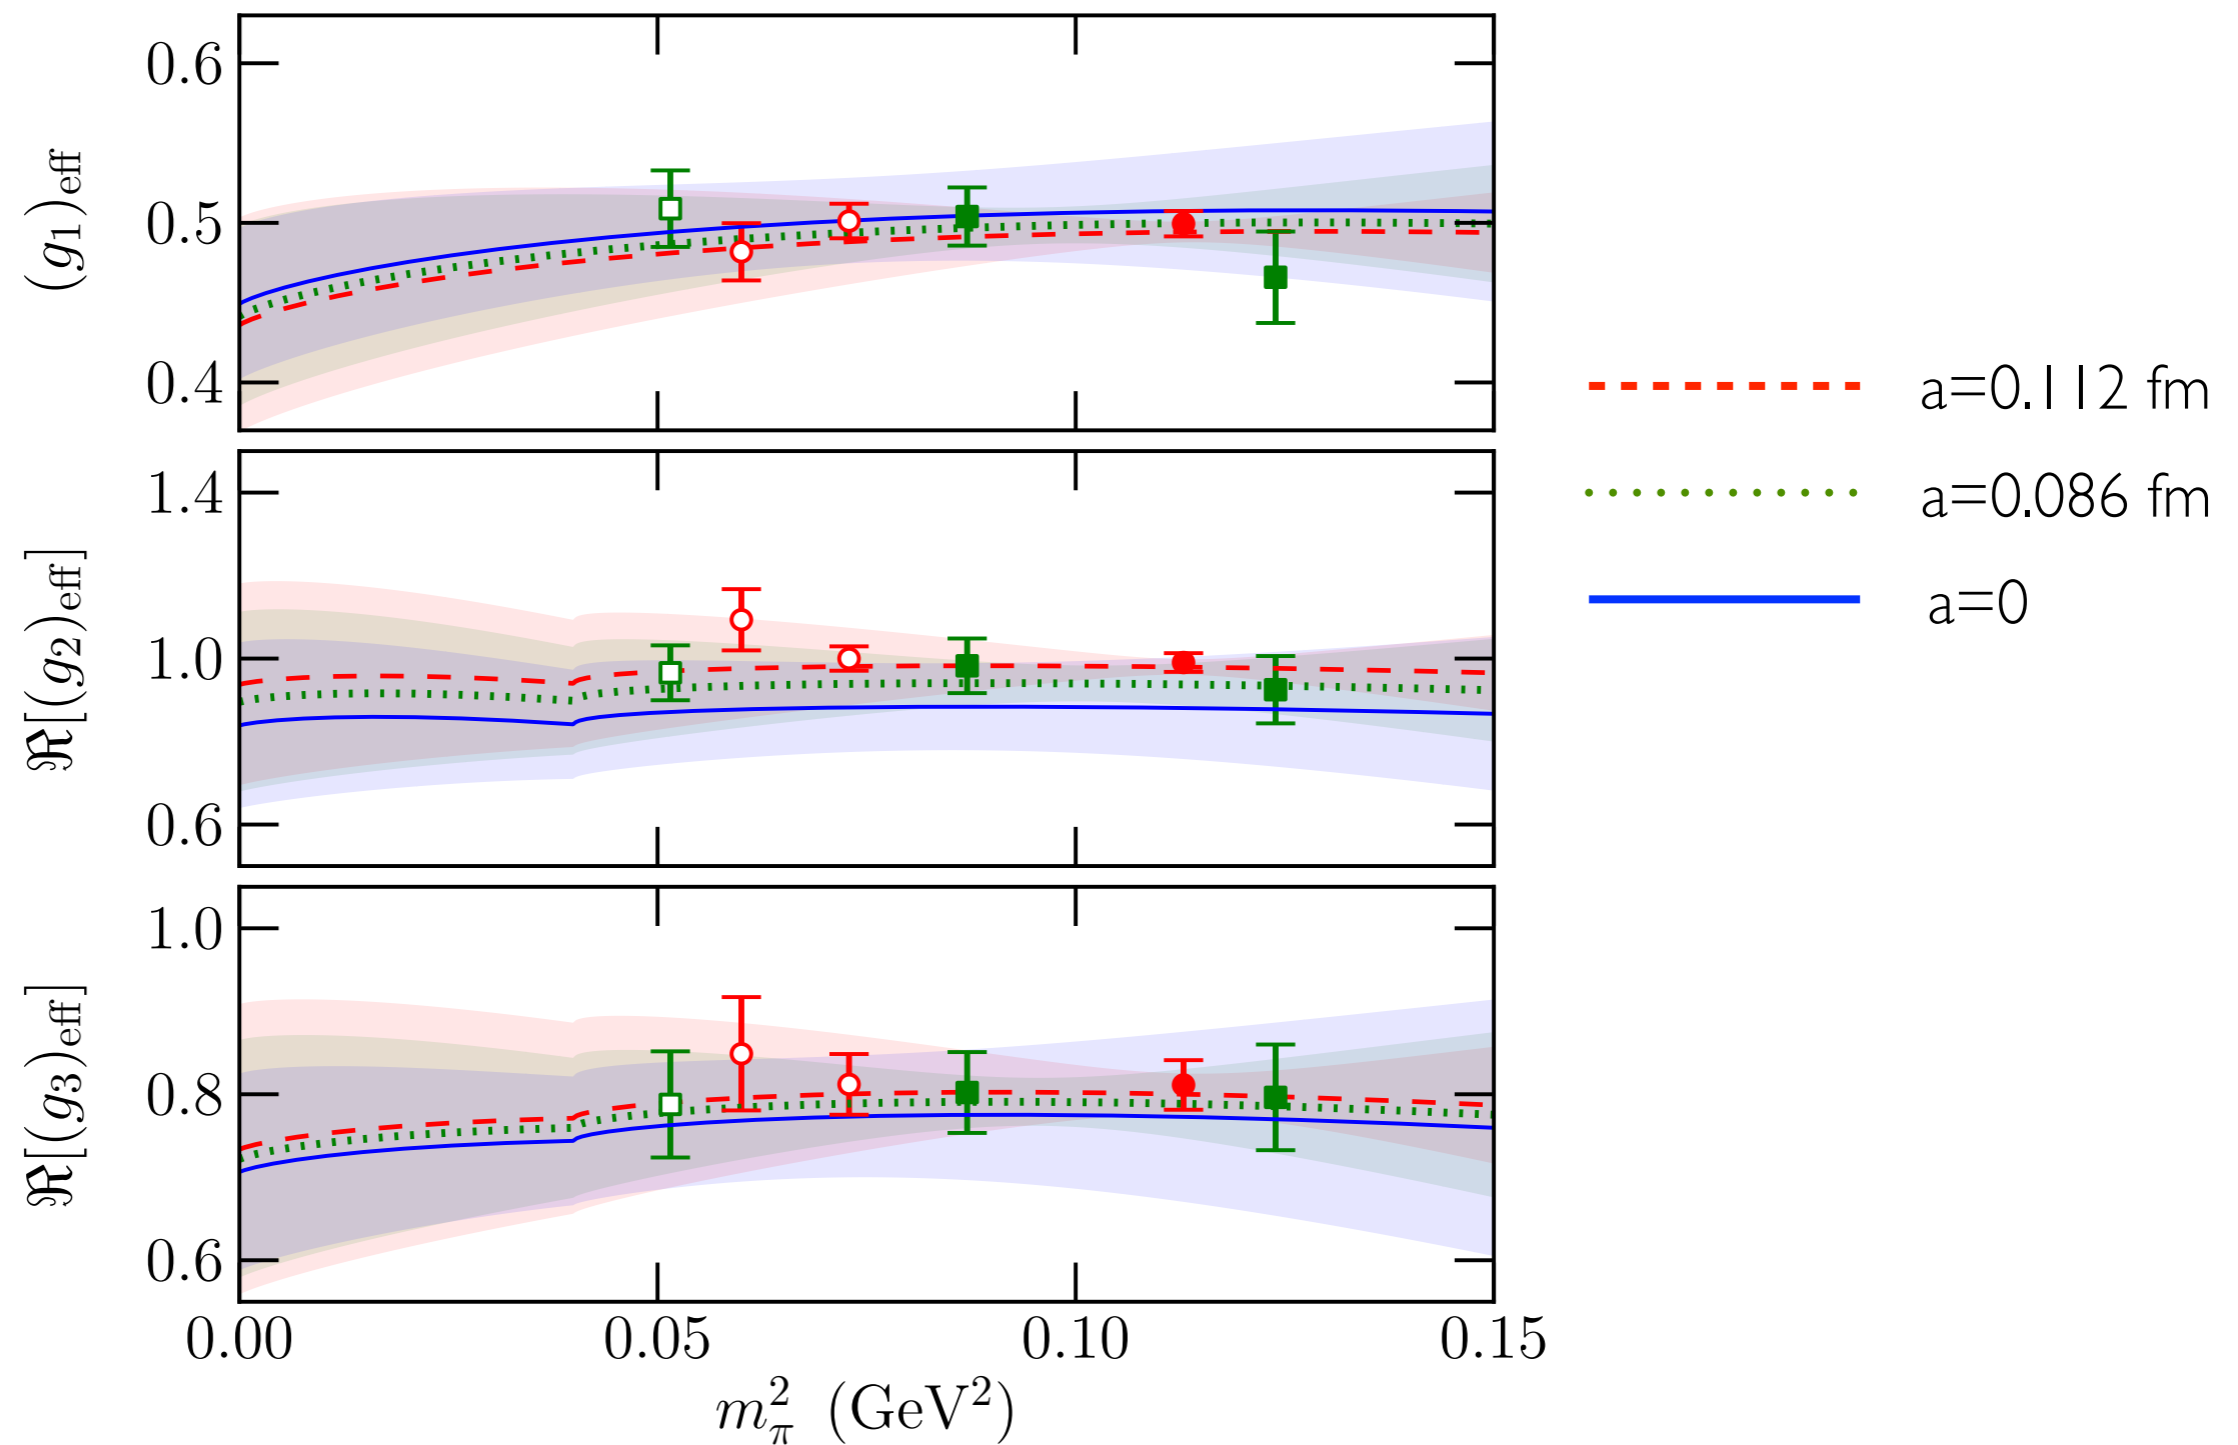 (g₁)eff
0.6
0.5
0.4
a=0.112 fm
a=0.086 fm
a=0
ℜ[(g₂)eff]
1.4
1.0
0.6
ℜ[(g₃)eff]
1.0
0.8
0.6
0.00 0.05 0.10 0.15
m²π (GeV²)